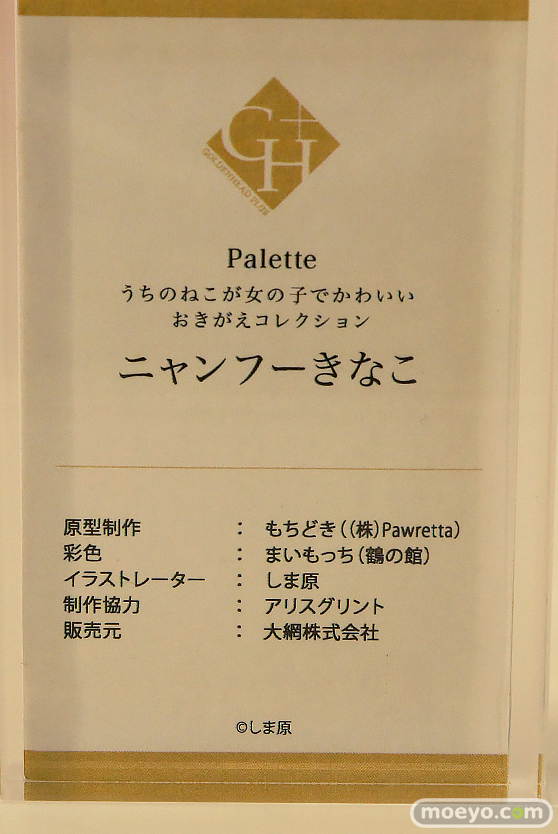 GH+
GOLDENHEAD PLUS
Palette
うちのねこが女の子でかわいい
おきがえコレクション
ニャンフーきなこ
原型制作 : もちどき((株)Pawretta)
彩色 : まいもっち(鶴の館)
イラストレーター : しま原
制作協力 : アリスグリント
販売元 : 大網株式会社
©しま原
moeyo.com